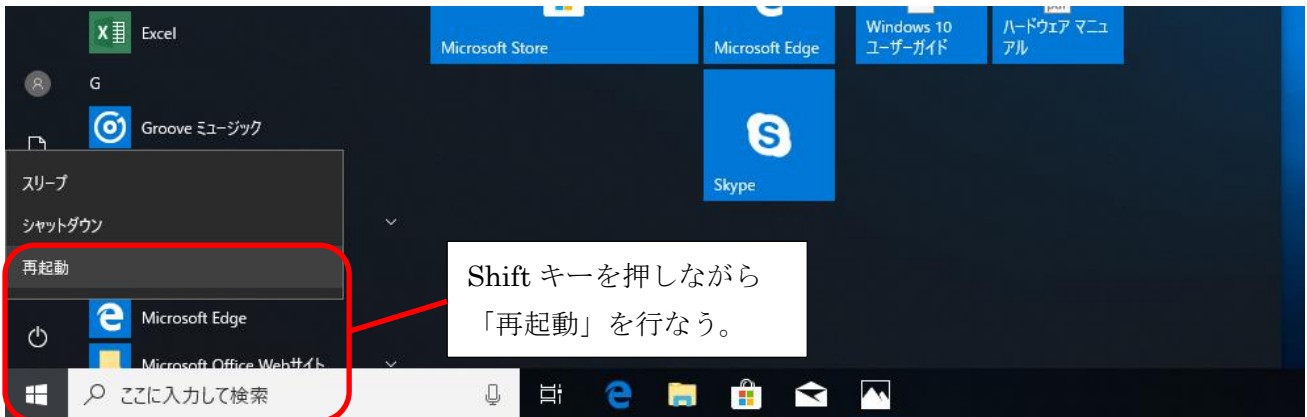 Excel
Microsoft Store
Microsoft Edge
Windows 10
ユーザーガイド
ハードウェア マニュ
アル
G
Groove ミュージック
スリープ
Skype
シャットダウン
再起動
Shift キーを押しながら
「再起動」を行なう。
Microsoft Edge
Microsoft Office Webサイト
ここに入力して検索